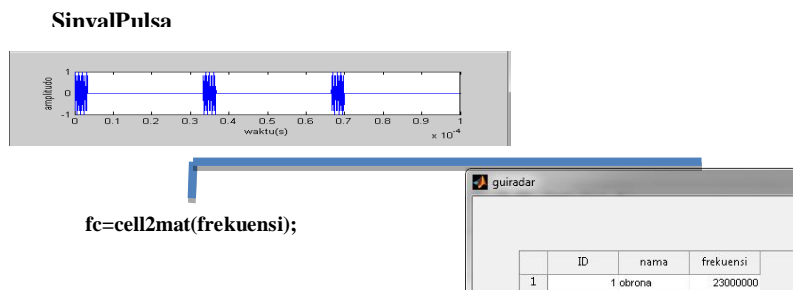 SinyalPulsa
amplitudo
1
0
-1
0 0.1 0.2 0.3 0.4 0.5 0.6 0.7 0.8 0.9 1
waktu(s)
x 10⁻⁴
guiradar
fc=cell2mat(frekuensi);
ID nama frekuensi
1 1 obrona 23000000